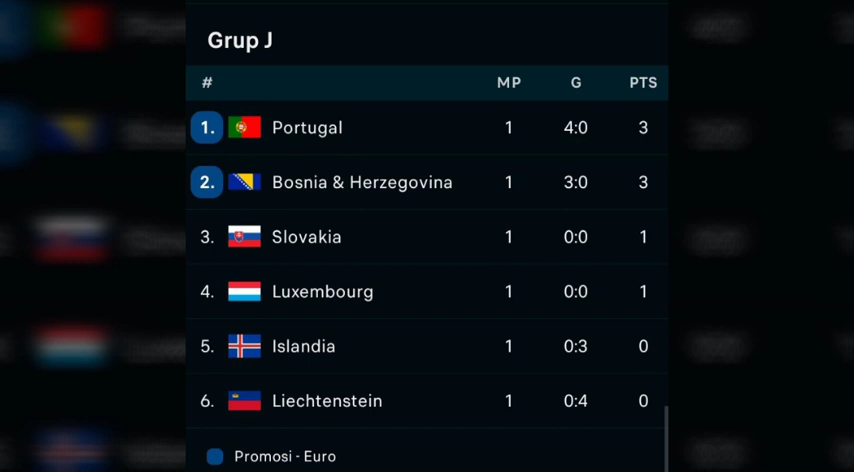 Grup J
# MP G PTS
1. Portugal 1 4:0 3
2. Bosnia & Herzegovina 1 3:0 3
3. Slovakia 1 0:0 1
4. Luxembourg 1 0:0 1
5. Islandia 1 0:3 0
6. Liechtenstein 1 0:4 0
Promosi - Euro